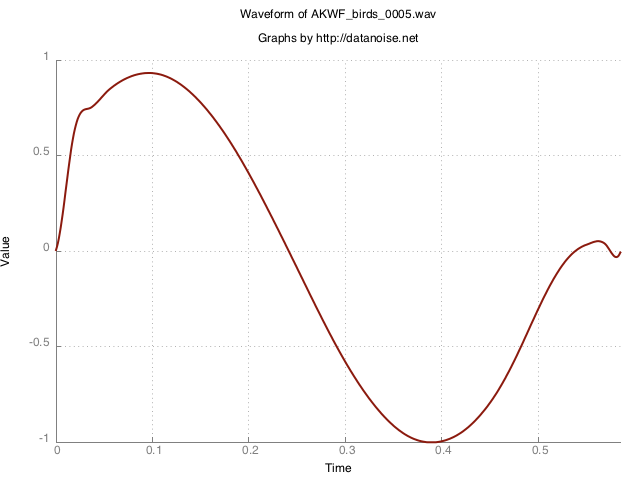 Waveform of AKWF_birds_0005.wav
Graphs by http://datanoise.net
1
0.5
0
-0.5
-1
Value
0
0.1
0.2
0.3
0.4
0.5
Time